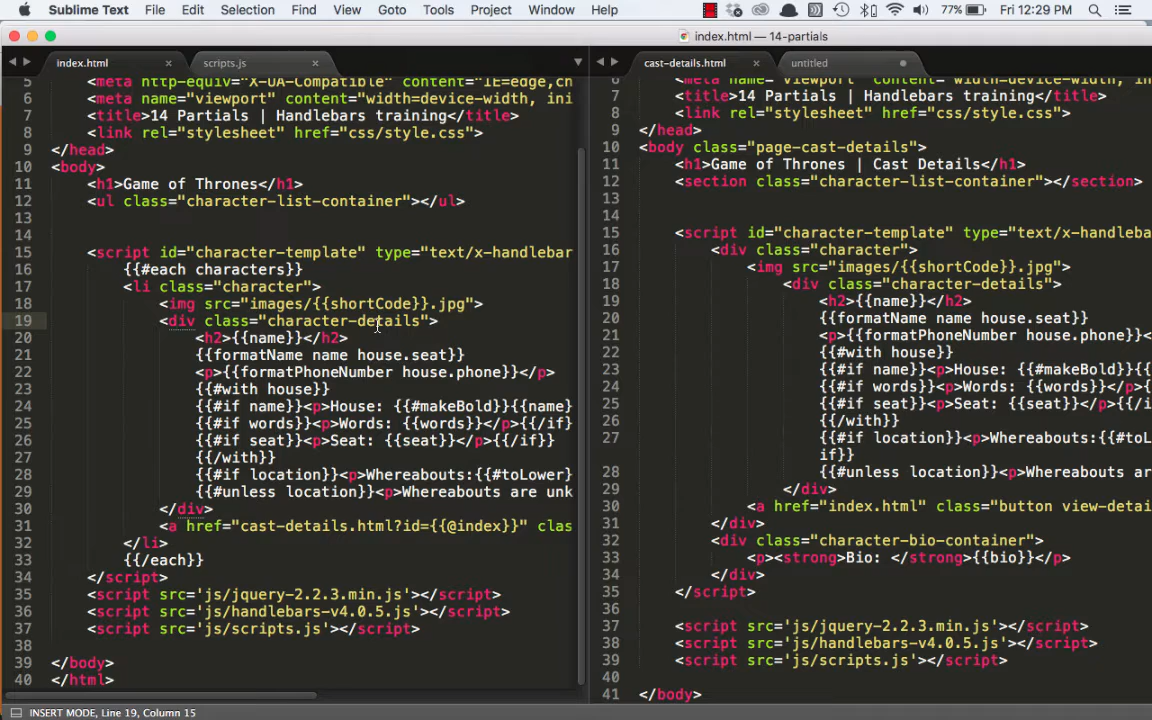 Sublime Text File Edit Selection Find View Goto Tools Project Window Help 77% Fri 12:29 PM
index.html — 14-partials
index.html × scripts.js ×
5 <meta http-equiv="X-UA-Compatible" content="IE=edge,ch
6 <meta name="viewport" content="width=device-width, ini
7 <title>14 Partials | Handlebars training</title>
8 <link rel="stylesheet" href="css/style.css">
9 </head>
10 <body>
11 <h1>Game of Thrones</h1>
12 <ul class="character-list-container"></ul>
13
14
15 <script id="character-template" type="text/x-handlebar
16 {{#each characters}}
17 <li class="character">
18 <img src="images/{{shortCode}}.jpg">
19 <div class="character-details">
20 <h2>{{name}}</h2>
21 {{formatName name house.seat}}
22 <p>{{formatPhoneNumber house.phone}}</p>
23 {{#with house}}
24 {{#if name}}<p>House: {{#makeBold}}{{name}
25 {{#if words}}<p>Words: {{words}}</p>{{/if}}
26 {{#if seat}}<p>Seat: {{seat}}</p>{{/if}}
27 {{/with}}
28 {{#if location}}<p>Whereabouts:{{#toLower}
29 {{#unless location}}<p>Whereabouts are unk
30 </div>
31 <a href="cast-details.html?id={{@index}}" clas
32 </li>
33 {{/each}}
34 </script>
35 <script src='js/jquery-2.2.3.min.js'></script>
36 <script src='js/handlebars-v4.0.5.js'></script>
37 <script src='js/scripts.js'></script>
38
39 </body>
40 </html>
cast-details.html × untitled
6 <meta name="viewport" content="width=device-width, in
7 <title>14 Partials | Handlebars training</title>
8 <link rel="stylesheet" href="css/style.css">
9 </head>
10 <body class="page-cast-details">
11 <h1>Game of Thrones | Cast Details</h1>
12 <section class="character-list-container"></section>
13
14
15 <script id="character-template" type="text/x-handleba
16 <div class="character">
17 <img src="images/{{shortCode}}.jpg">
18 <div class="character-details">
19 <h2>{{name}}</h2>
20 {{formatName name house.seat}}
21 <p>{{formatPhoneNumber house.phone}}</
22 {{#with house}}
23 {{#if name}}<p>House: {{#makeBold}}{{n
24 {{#if words}}<p>Words: {{words}}</p>{{
25 {{#if seat}}<p>Seat: {{seat}}</p>{{/i
26 {{/with}}
27 {{#if location}}<p>Whereabouts:{{#toL
if}}
28 {{#unless location}}<p>Whereabouts ar
29 </div>
30 <a href="index.html" class="button view-detai
31 </div>
32 <div class="character-bio-container">
33 <p><strong>Bio: </strong>{{bio}}</p>
34 </div>
35 </script>
36
37 <script src='js/jquery-2.2.3.min.js'></script>
38 <script src='js/handlebars-v4.0.5.js'></script>
39 <script src='js/scripts.js'></script>
40
41 </body>
INSERT MODE, Line 19, Column 15